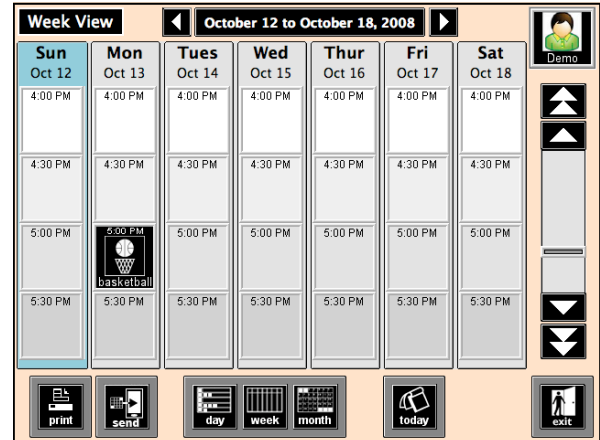 Week View
October 12 to October 18, 2008
Demo
Sun Mon Tues Wed Thur Fri Sat
Oct 12 Oct 13 Oct 14 Oct 15 Oct 16 Oct 17 Oct 18
4:00 PM 4:00 PM 4:00 PM 4:00 PM 4:00 PM 4:00 PM 4:00 PM
4:30 PM 4:30 PM 4:30 PM 4:30 PM 4:30 PM 4:30 PM 4:30 PM
5:00 PM 5:00 PM 5:00 PM 5:00 PM 5:00 PM 5:00 PM 5:00 PM
basketball
5:30 PM 5:30 PM 5:30 PM 5:30 PM 5:30 PM 5:30 PM 5:30 PM
print send day week month today exit